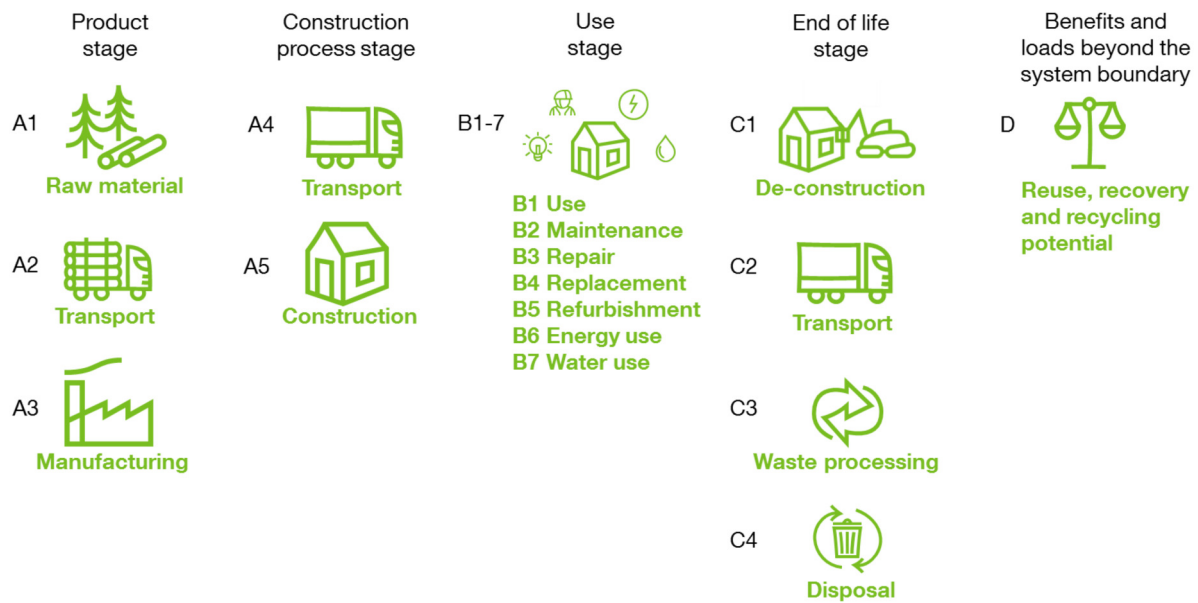 Product
stage
Construction
process stage
Use
stage
End of life
stage
Benefits and
loads beyond the
system boundary
A1
Raw material
A2
Transport
A3
Manufacturing
A4
Transport
A5
Construction
B1-7
B1 Use
B2 Maintenance
B3 Repair
B4 Replacement
B5 Refurbishment
B6 Energy use
B7 Water use
C1
De-construction
C2
Transport
C3
Waste processing
C4
Disposal
D
Reuse, recovery
and recycling
potential